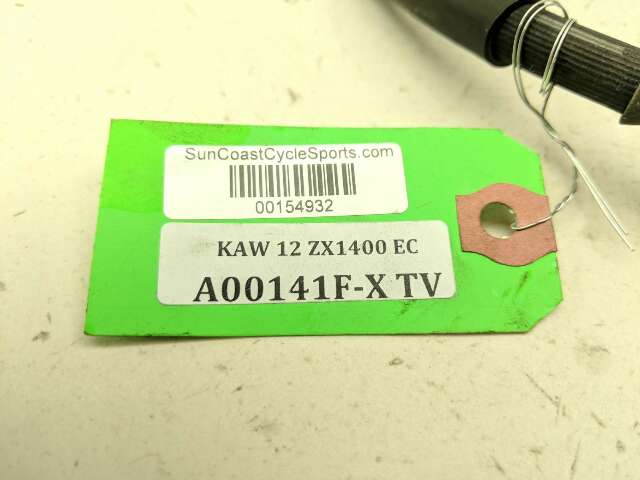 SunCoastCycleSports.com
00154932
KAW 12 ZX1400 EC
A00141F-X TV